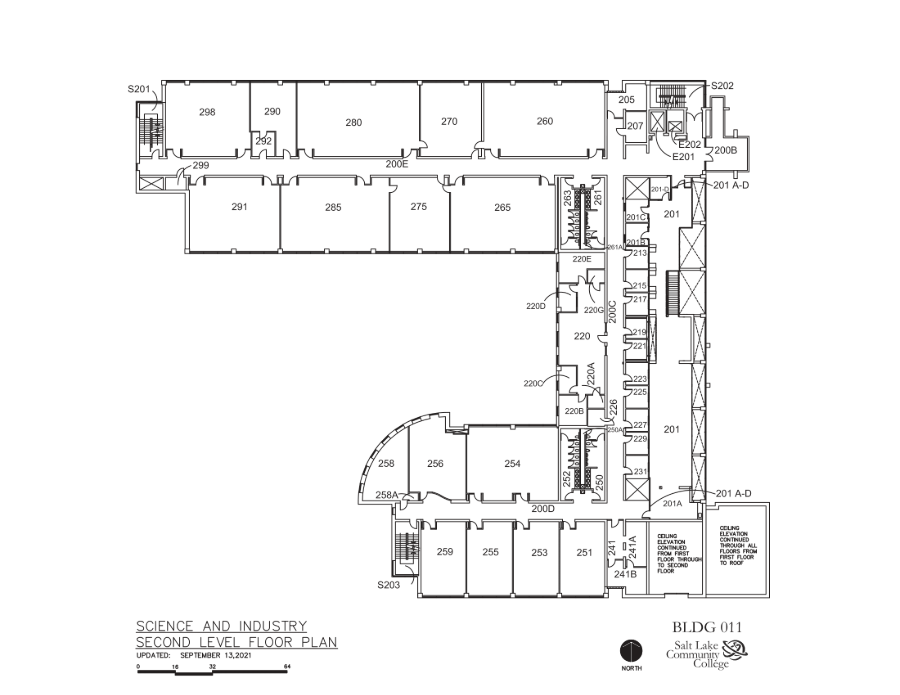 S201
S202
298
290
280
270
260
205
207
292
E202
E201
200B
299
200E
201 A-D
291
285
275
265
263
261
201-D
201C
201
201B
261A
213
220E
215
220D
220G
200C
217
219
220
221
220C
220A
223
225
220B
226
227
250A
201
229
258
256
254
252
250
231
258A
201 A-D
201A
200D
259
255
253
251
241
241A
241B
S203
CEILING
ELEVATION
CONTINUED
FROM FIRST
FLOOR THROUGH
TO SECOND
FLOOR
CEILING
ELEVATION
CONTINUED
THROUGH ALL
FLOORS FROM
FIRST FLOOR
TO ROOF
SCIENCE AND INDUSTRY
SECOND LEVEL FLOOR PLAN
UPDATED: SEPTEMBER 13,2021
0 16 32 64
NORTH
BLDG 011
Salt Lake
Community
College